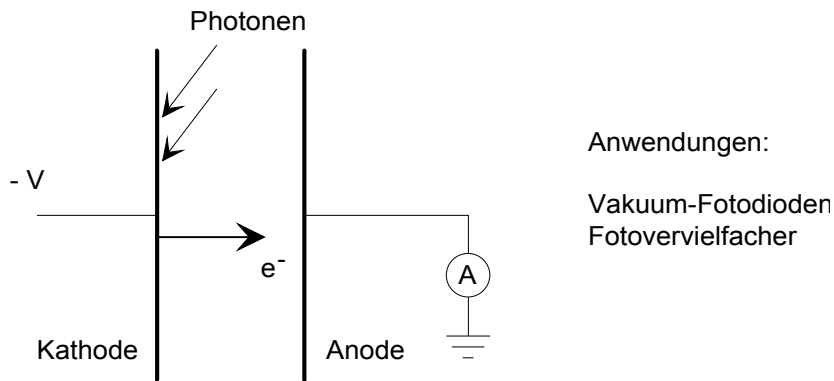 Photonen
Anwendungen:
- V
Vakuum-Fotodioden
Fotovervielfacher
e-
A
Kathode
Anode